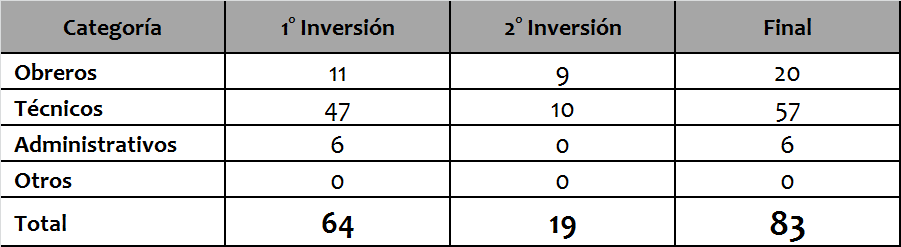 Categoría 1° Inversión 2° Inversión Final
Obreros 11 9 20
Técnicos 47 10 57
Administrativos 6 0 6
Otros 0 0 0
Total 64 19 83